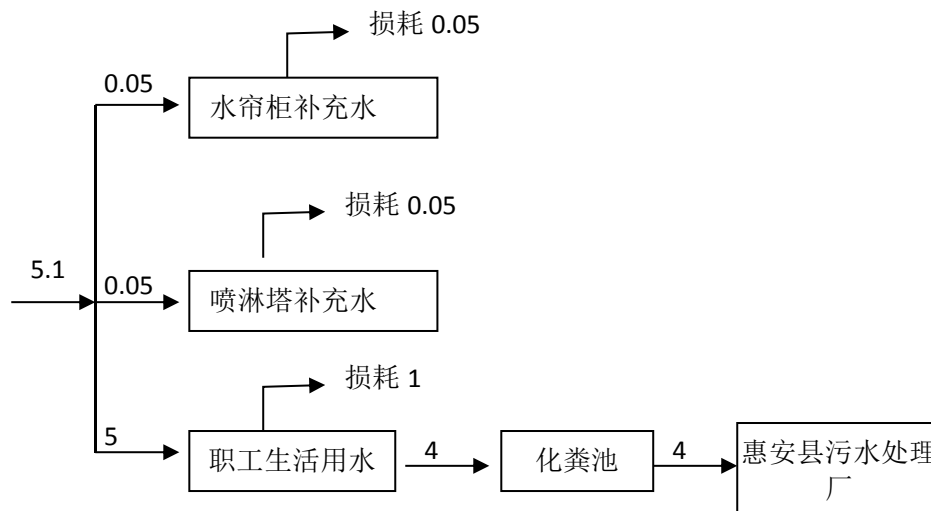 损耗 0.05
0.05
水帘柜补充水
损耗 0.05
5.1
0.05
喷淋塔补充水
损耗 1
5
职工生活用水
4
化粪池
4
惠安县污水处理
厂